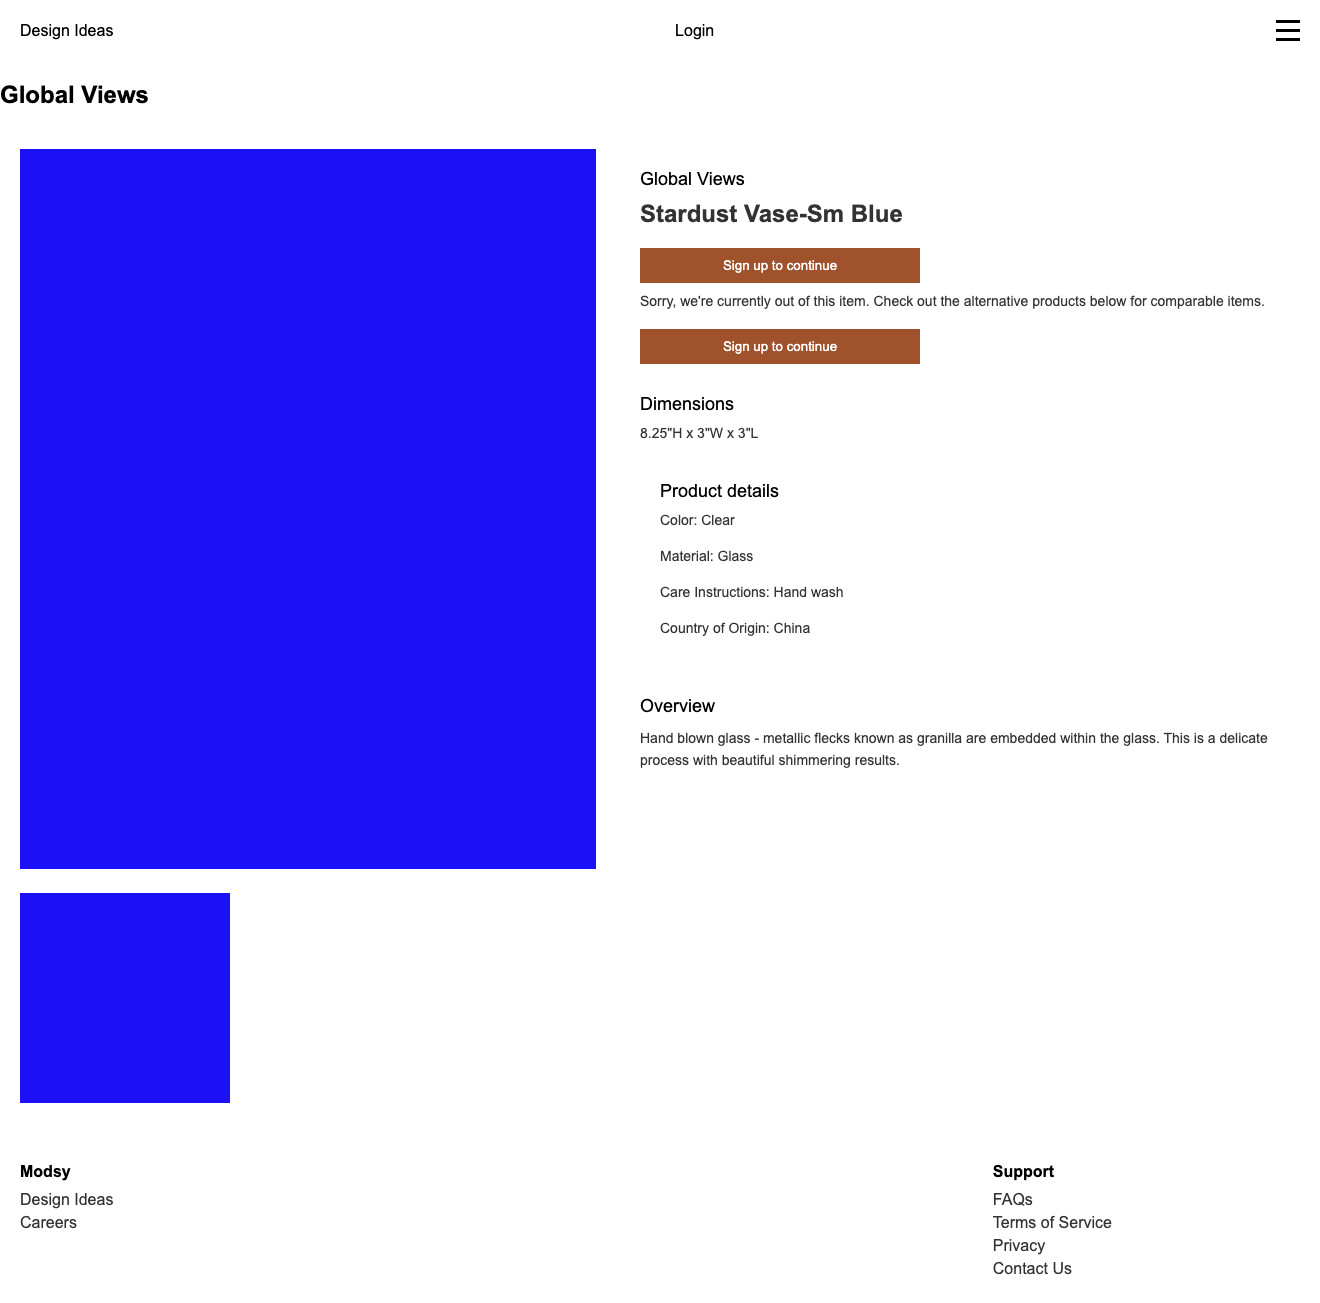 Design Ideas
Login
Global Views
Global Views
Stardust Vase-Sm Blue
Sign up to continue
Sorry, we're currently out of this item. Check out the alternative products below for comparable items.
Sign up to continue
Dimensions
8.25"H x 3"W x 3"L
Product details
Color: Clear
Material: Glass
Care Instructions: Hand wash
Country of Origin: China
Overview
Hand blown glass - metallic flecks known as granilla are embedded within the glass. This is a delicate
process with beautiful shimmering results.
Modsy
Design Ideas
Careers
Support
FAQs
Terms of Service
Privacy
Contact Us